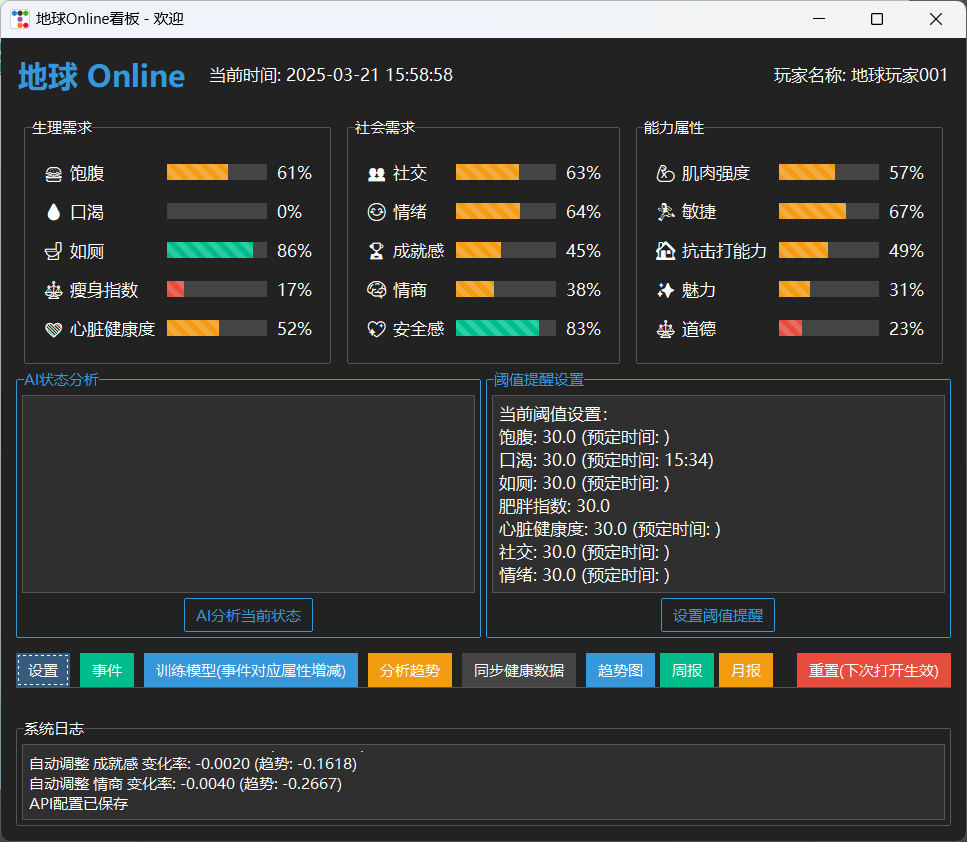 地球Online看板 - 欢迎
地球 Online
当前时间: 2025-03-21 15:58:58
玩家名称: 地球玩家001
生理需求
饱腹 61%
口渴 0%
如厕 86%
瘦身指数 17%
心脏健康度 52%
社会需求
社交 63%
情绪 64%
成就感 45%
情商 38%
安全感 83%
能力属性
肌肉强度 57%
敏捷 67%
抗击打能力 49%
魅力 31%
道德 23%
AI状态分析
AI分析当前状态
阈值提醒设置
当前阈值设置:
饱腹: 30.0 (预定时间: )
口渴: 30.0 (预定时间: 15:34)
如厕: 30.0 (预定时间: )
肥胖指数: 30.0
心脏健康度: 30.0 (预定时间: )
社交: 30.0 (预定时间: )
情绪: 30.0 (预定时间: )
设置阈值提醒
设置
事件
训练模型(事件对应属性增减)
分析趋势
同步健康数据
趋势图
周报
月报
重置(下次打开生效)
系统日志
自动调整 成就感 变化率: -0.0020 (趋势: -0.1618)
自动调整 情商 变化率: -0.0040 (趋势: -0.2667)
API配置已保存